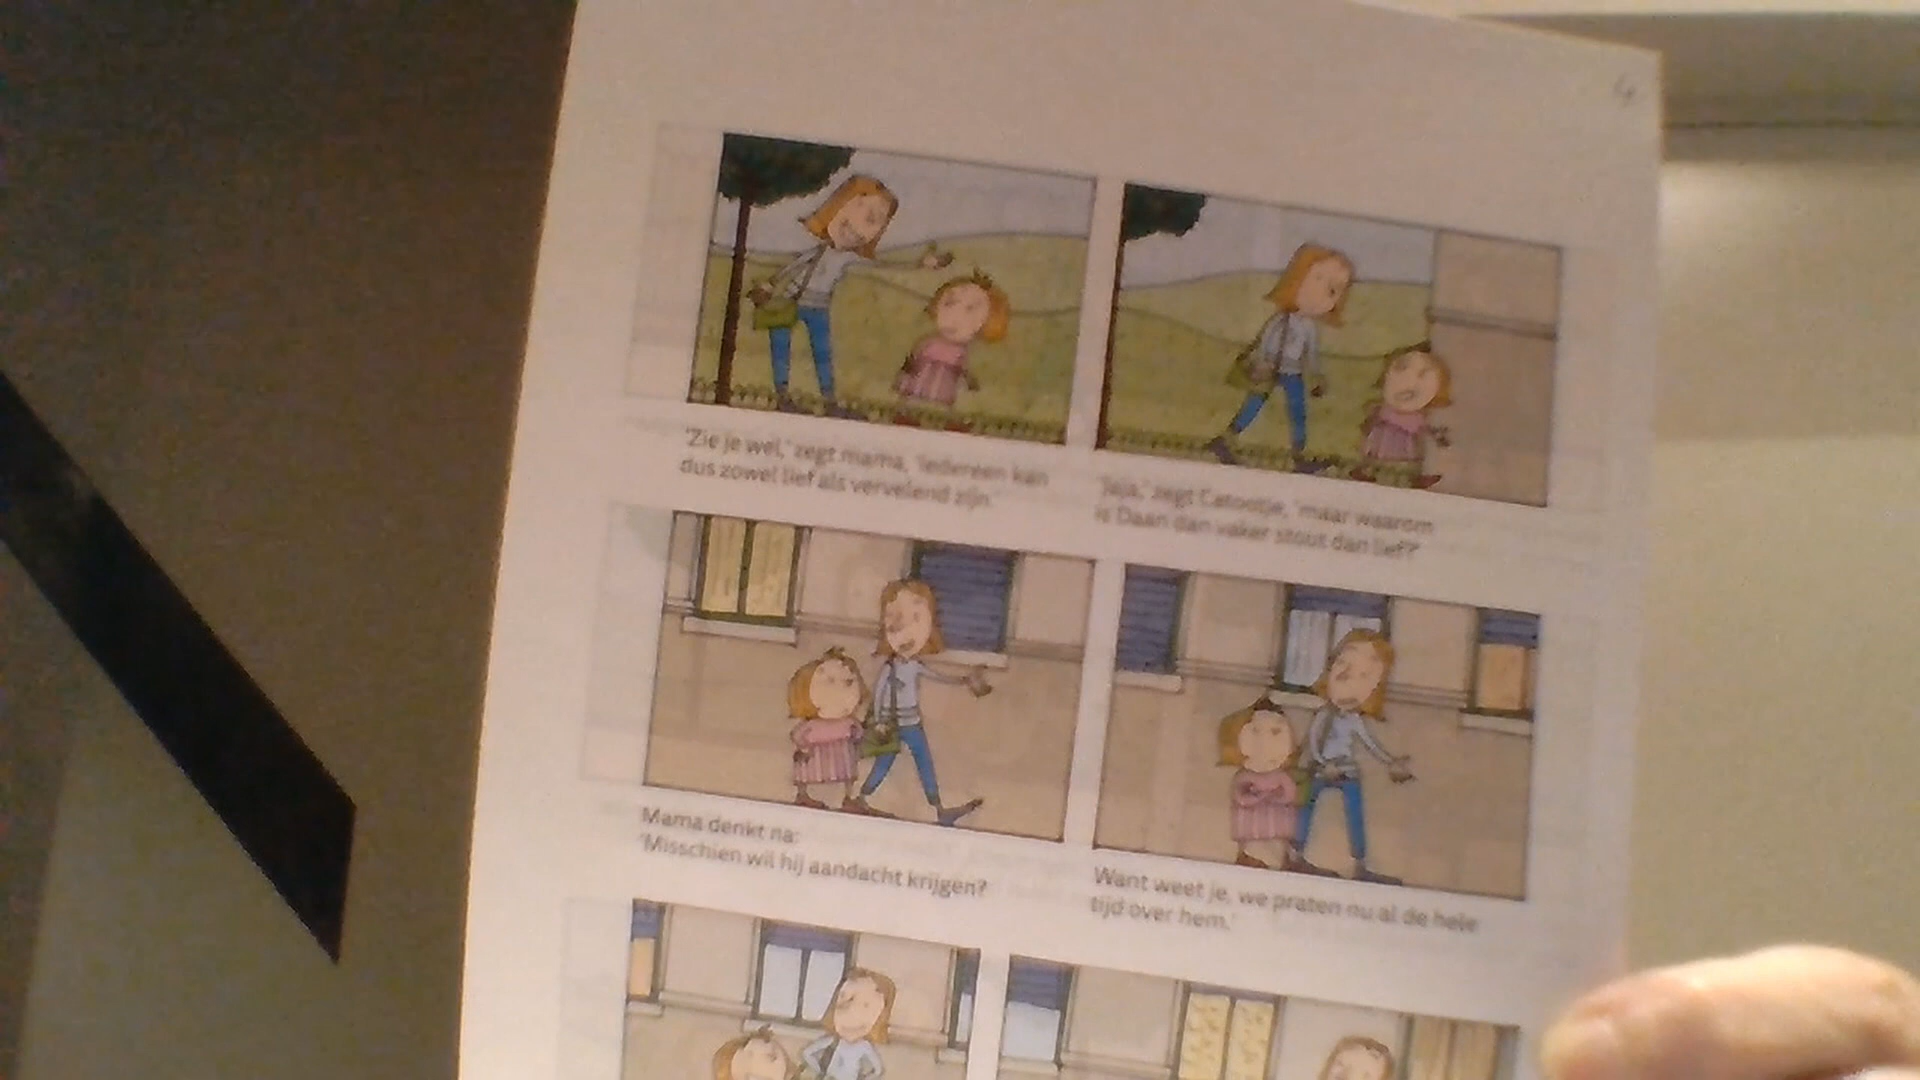 4
'Zie je wel,' zegt mama, 'iedereen kan
dus zowel lief als vervelend zijn.'
'Jaja,' zegt Catootje, 'maar waarom
is Daan dan vaker stout dan lief?'
Mama denkt na:
'Misschien wil hij aandacht krijgen?
Want weet je, we praten nu al de hele
tijd over hem.'